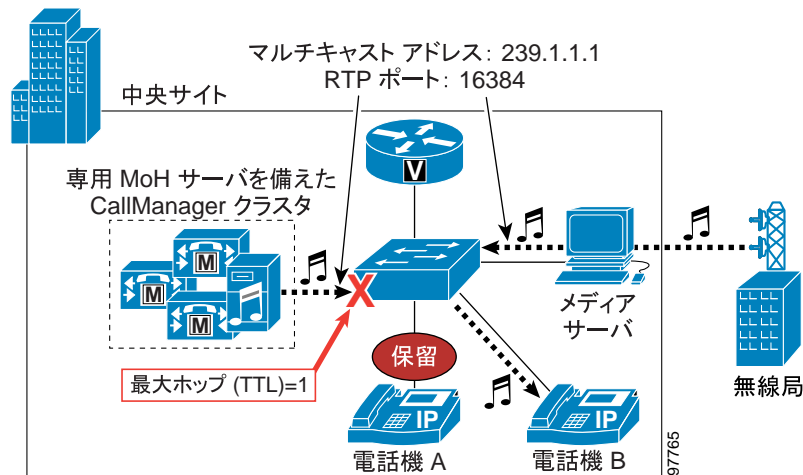 マルチキャスト アドレス: 239.1.1.1
RTP ポート: 16384
中央サイト
V
専用 MoH サーバを備えた
CallManager クラスタ
M
M
M
X
メディア
サーバ
無線局
保留
最大ホップ (TTL)=1
IP
IP
電話機 A
電話機 B
97765